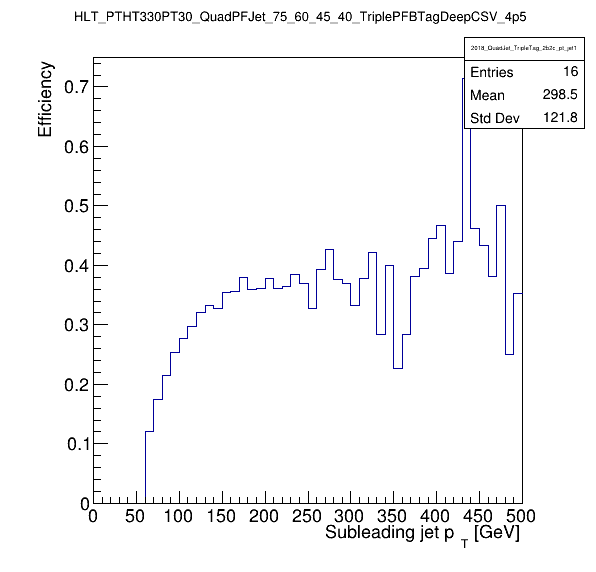 HLT_PTHT330PT30_QuadPFJet_75_60_45_40_TriplePFBTagDeepCSV_4p5
2018_QuadJet_TripleTag_2b2c_pt_jet1
Entries 16
Mean 298.5
Std Dev 121.8
Efficiency
0.7
0.6
0.5
0.4
0.3
0.2
0.1
0
0 50 100 150 200 250 300 350 400 450 500
Subleading jet p_T [GeV]